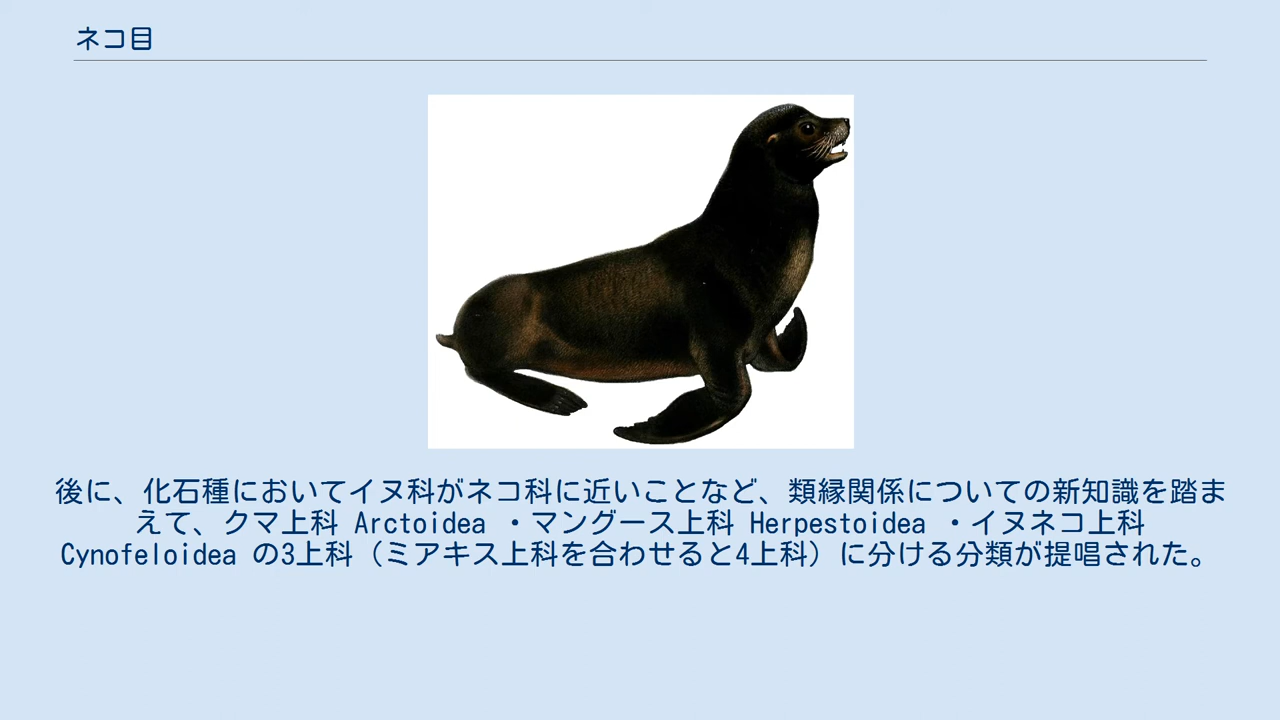 ネコ目
後に、化石種においてイヌ科がネコ科に近いことなど、類縁関係についての新知識を踏ま
えて、クマ上科 Arctoidea ・マングース上科 Herpestoidea ・イヌネコ上科
Cynofeloidea の3上科（ミアキス上科を合わせると4上科）に分ける分類が提唱された。